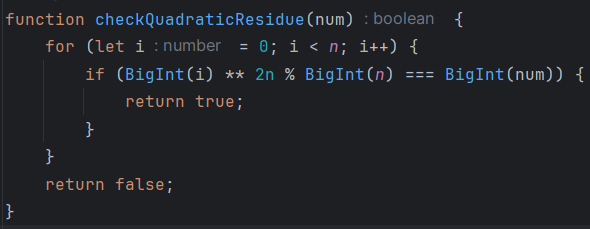 function checkQuadraticResidue(num) : boolean {
    for (let i : number = 0; i < n; i++) {
        if (BigInt(i) ** 2n % BigInt(n) === BigInt(num)) {
            return true;
        }
    }
    return false;
}